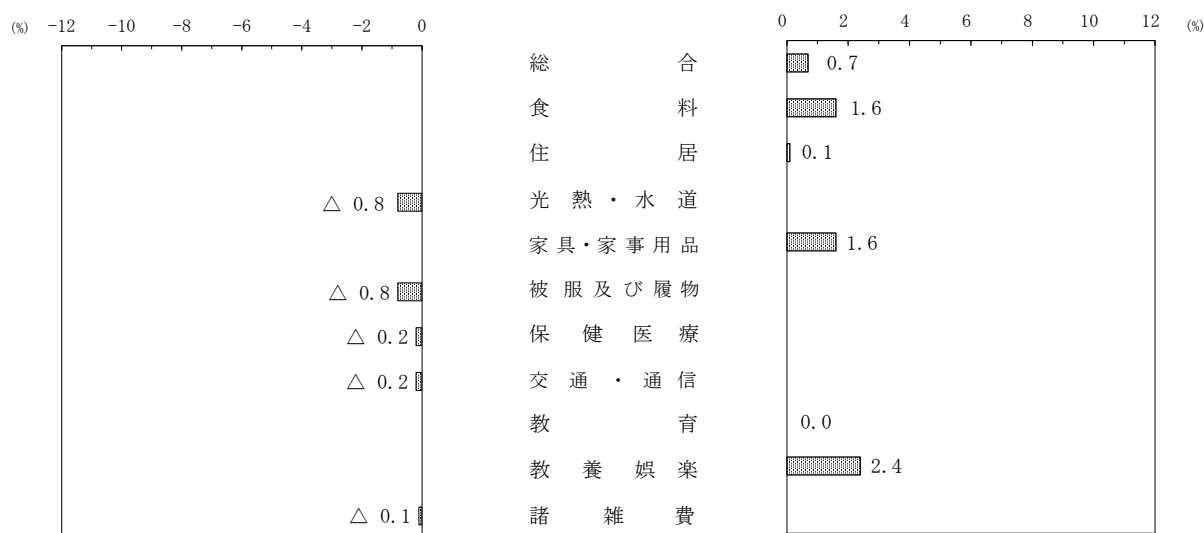 (%) −12 −10 −8 −6 −4 −2 0 0 2 4 6 8 10 12 (%)
総合 0.7
食料 1.6
住居 0.1
△ 0.8 光熱・水道
家具・家事用品 1.6
△ 0.8 被服及び履物
△ 0.2 保健医療
△ 0.2 交通・通信
教育 0.0
教養娯楽 2.4
△ 0.1 諸雑費